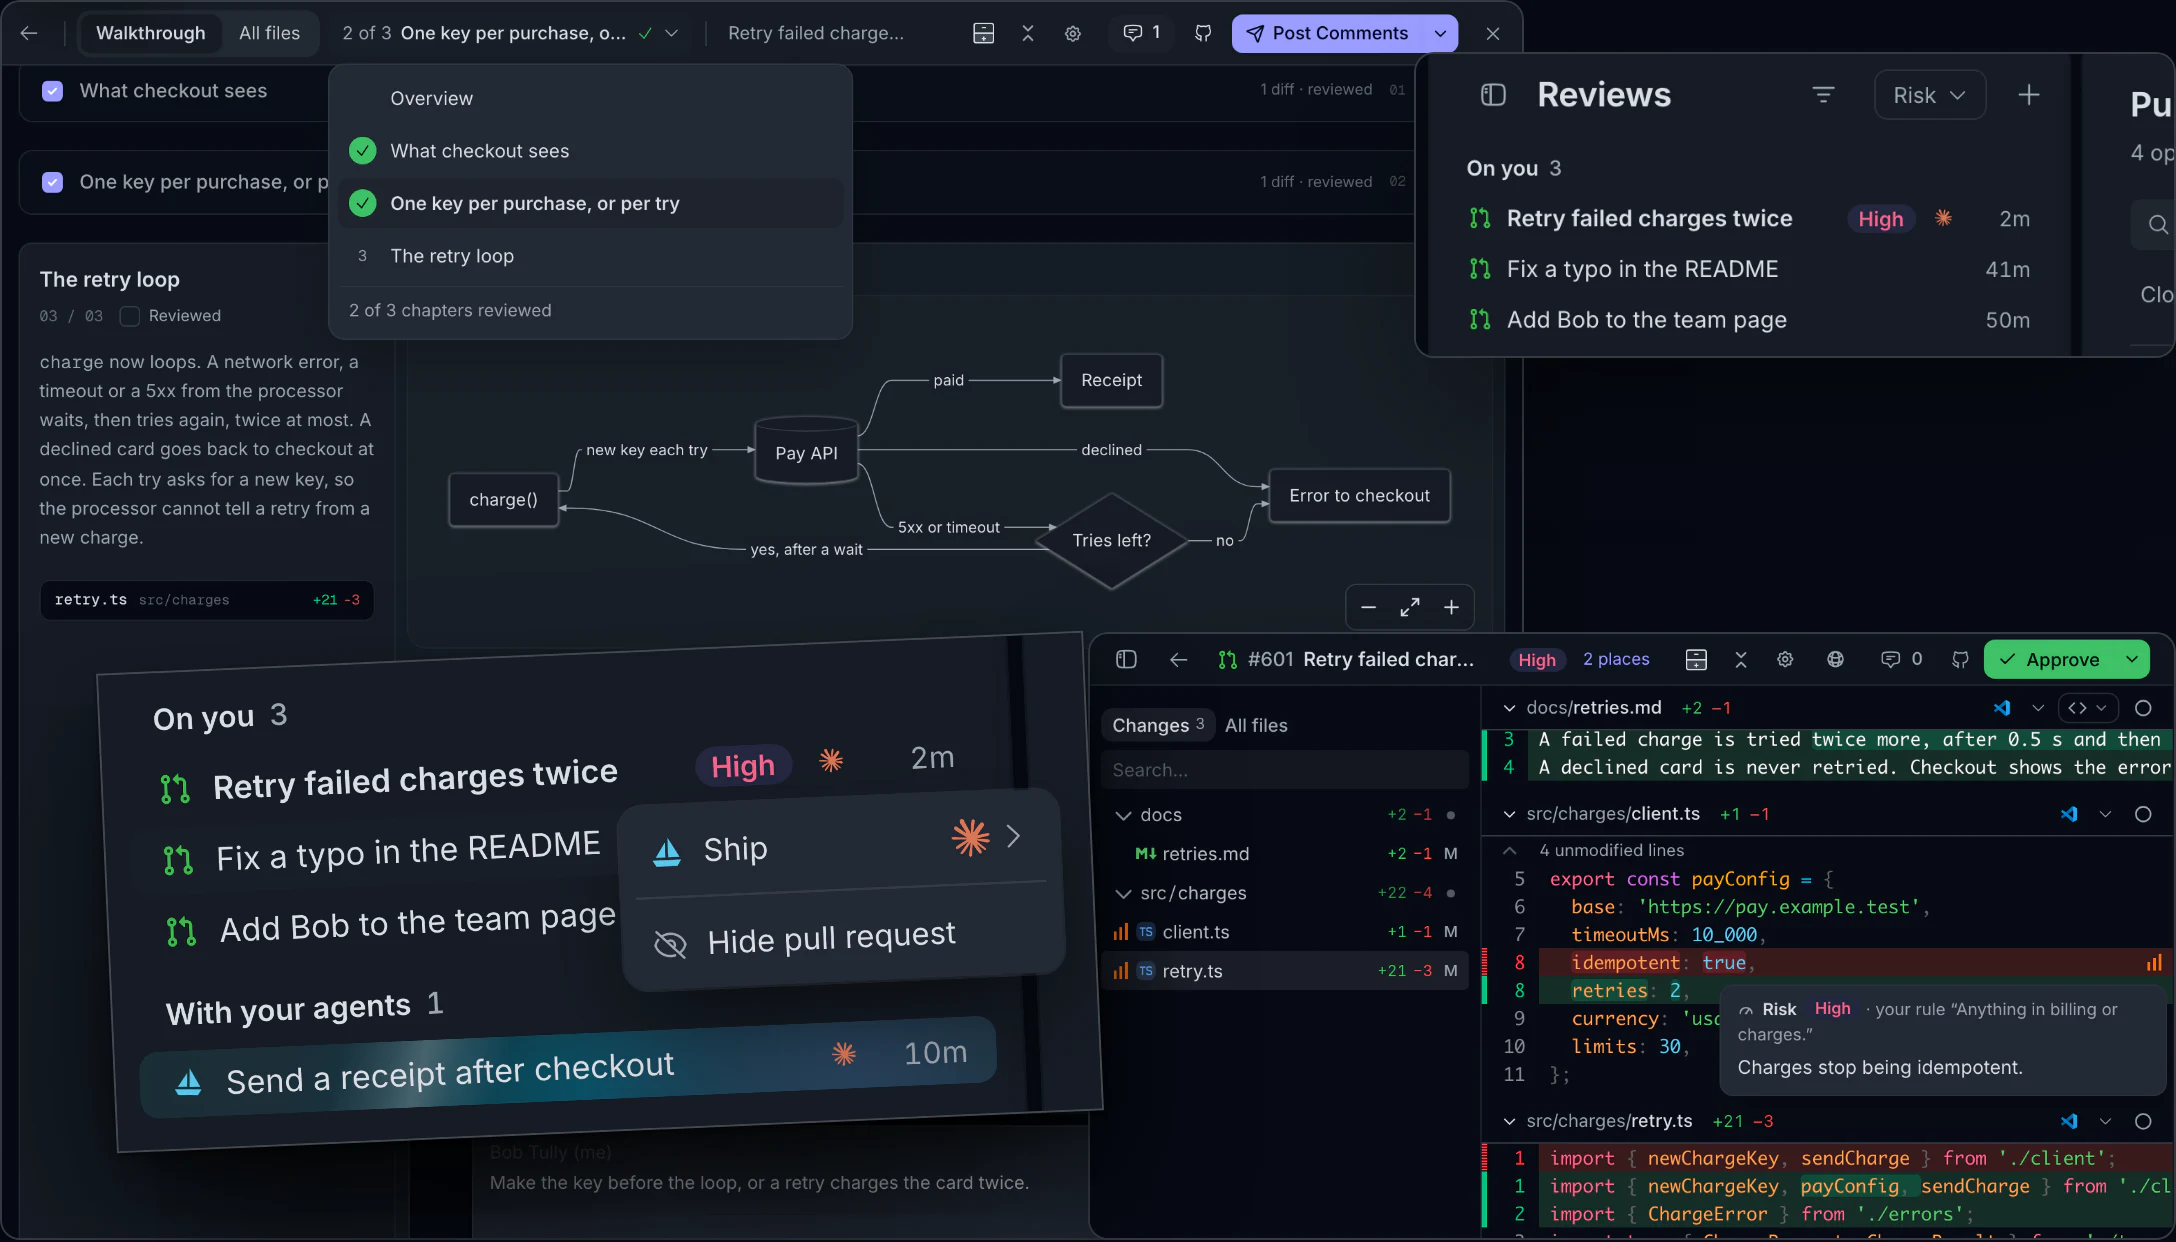 Walkthrough All files 2 of 3 One key per purchase, o... Retry failed charge... 1 Post Comments
What checkout sees 1 diff · reviewed 01
One key per purchase, or p 1 diff · reviewed 02
Overview
What checkout sees
One key per purchase, or per try
3 The retry loop
2 of 3 chapters reviewed
The retry loop
03 / 03 Reviewed
charge now loops. A network error, a
timeout or a 5xx from the processor
waits, then tries again, twice at most. A
declined card goes back to checkout at
once. Each try asks for a new key, so
the processor cannot tell a retry from a
new charge.
retry.ts src/charges +21 -3
charge()
new key each try
Pay API
paid
Receipt
declined
Error to checkout
5xx or timeout
Tries left?
no
yes, after a wait
Reviews Risk
On you 3
Retry failed charges twice High 2m
Fix a typo in the README 41m
Add Bob to the team page 50m
Pu
4 op
Clo
On you 3
Retry failed charges twice High 2m
Fix a typo in the README
Add Bob to the team page
Ship
Hide pull request
With your agents 1
Send a receipt after checkout 10m
Bob Tully (me)
Make the key before the loop, or a retry charges the card twice.
#601 Retry failed char... High 2 places 0 Approve
Changes 3 All files
Search...
docs +2 -1
retries.md +2 -1 M
src/charges +22 -4
TS client.ts +1 -1 M
TS retry.ts +21 -3 M
docs/retries.md +2 -1
3 A failed charge is tried twice more, after 0.5 s and then
4 A declined card is never retried. Checkout shows the error
src/charges/client.ts +1 -1
4 unmodified lines
5 export const payConfig = {
6 base: 'https://pay.example.test',
7 timeoutMs: 10_000,
8 idempotent: true,
8 retries: 2,
9 currency: 'usd
10 limits: 30,
11 };
Risk High · your rule “Anything in billing or
charges.”
Charges stop being idempotent.
src/charges/retry.ts +21 -3
1 import { newChargeKey, sendCharge } from './client';
1 import { newChargeKey, payConfig, sendCharge } from './cl
2 import { ChargeError } from './errors';